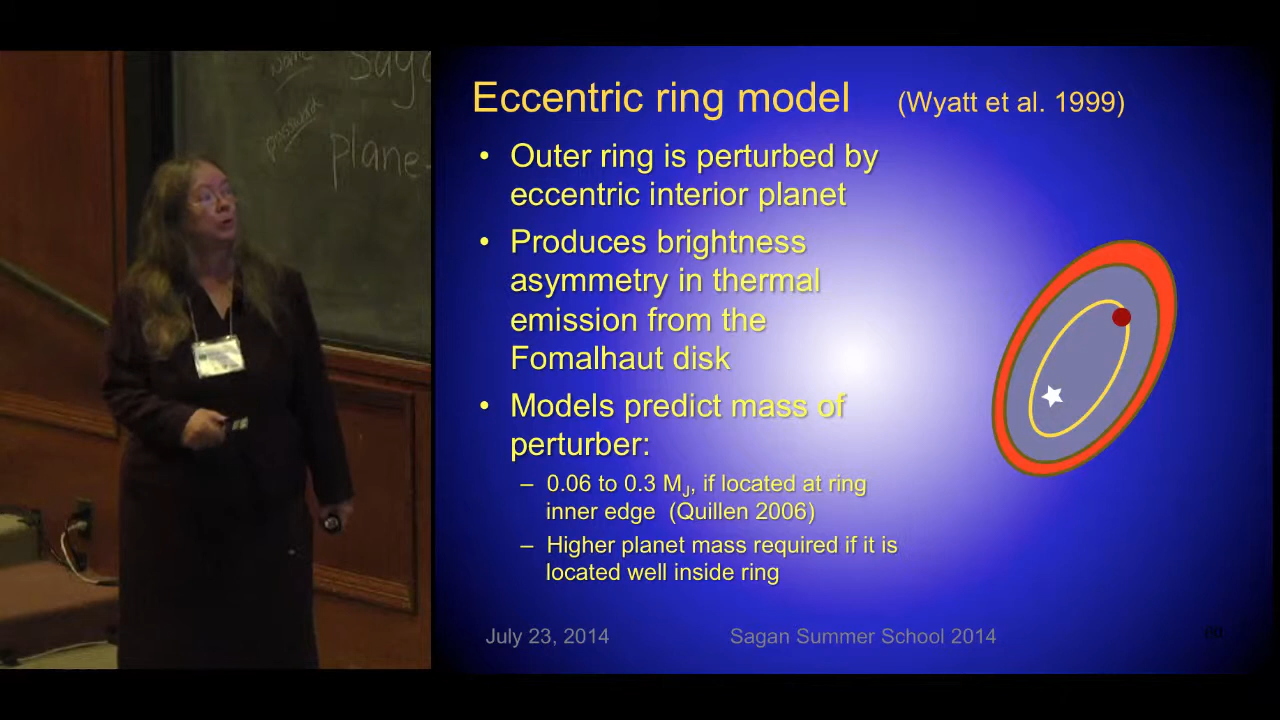 plane
Eccentric ring model (Wyatt et al. 1999)
• Outer ring is perturbed by
eccentric interior planet
• Produces brightness
asymmetry in thermal
emission from the
Fomalhaut disk
• Models predict mass of
perturber:
– 0.06 to 0.3 MJ, if located at ring
inner edge (Quillen 2006)
– Higher planet mass required if it is
located well inside ring
July 23, 2014
Sagan Summer School 2014